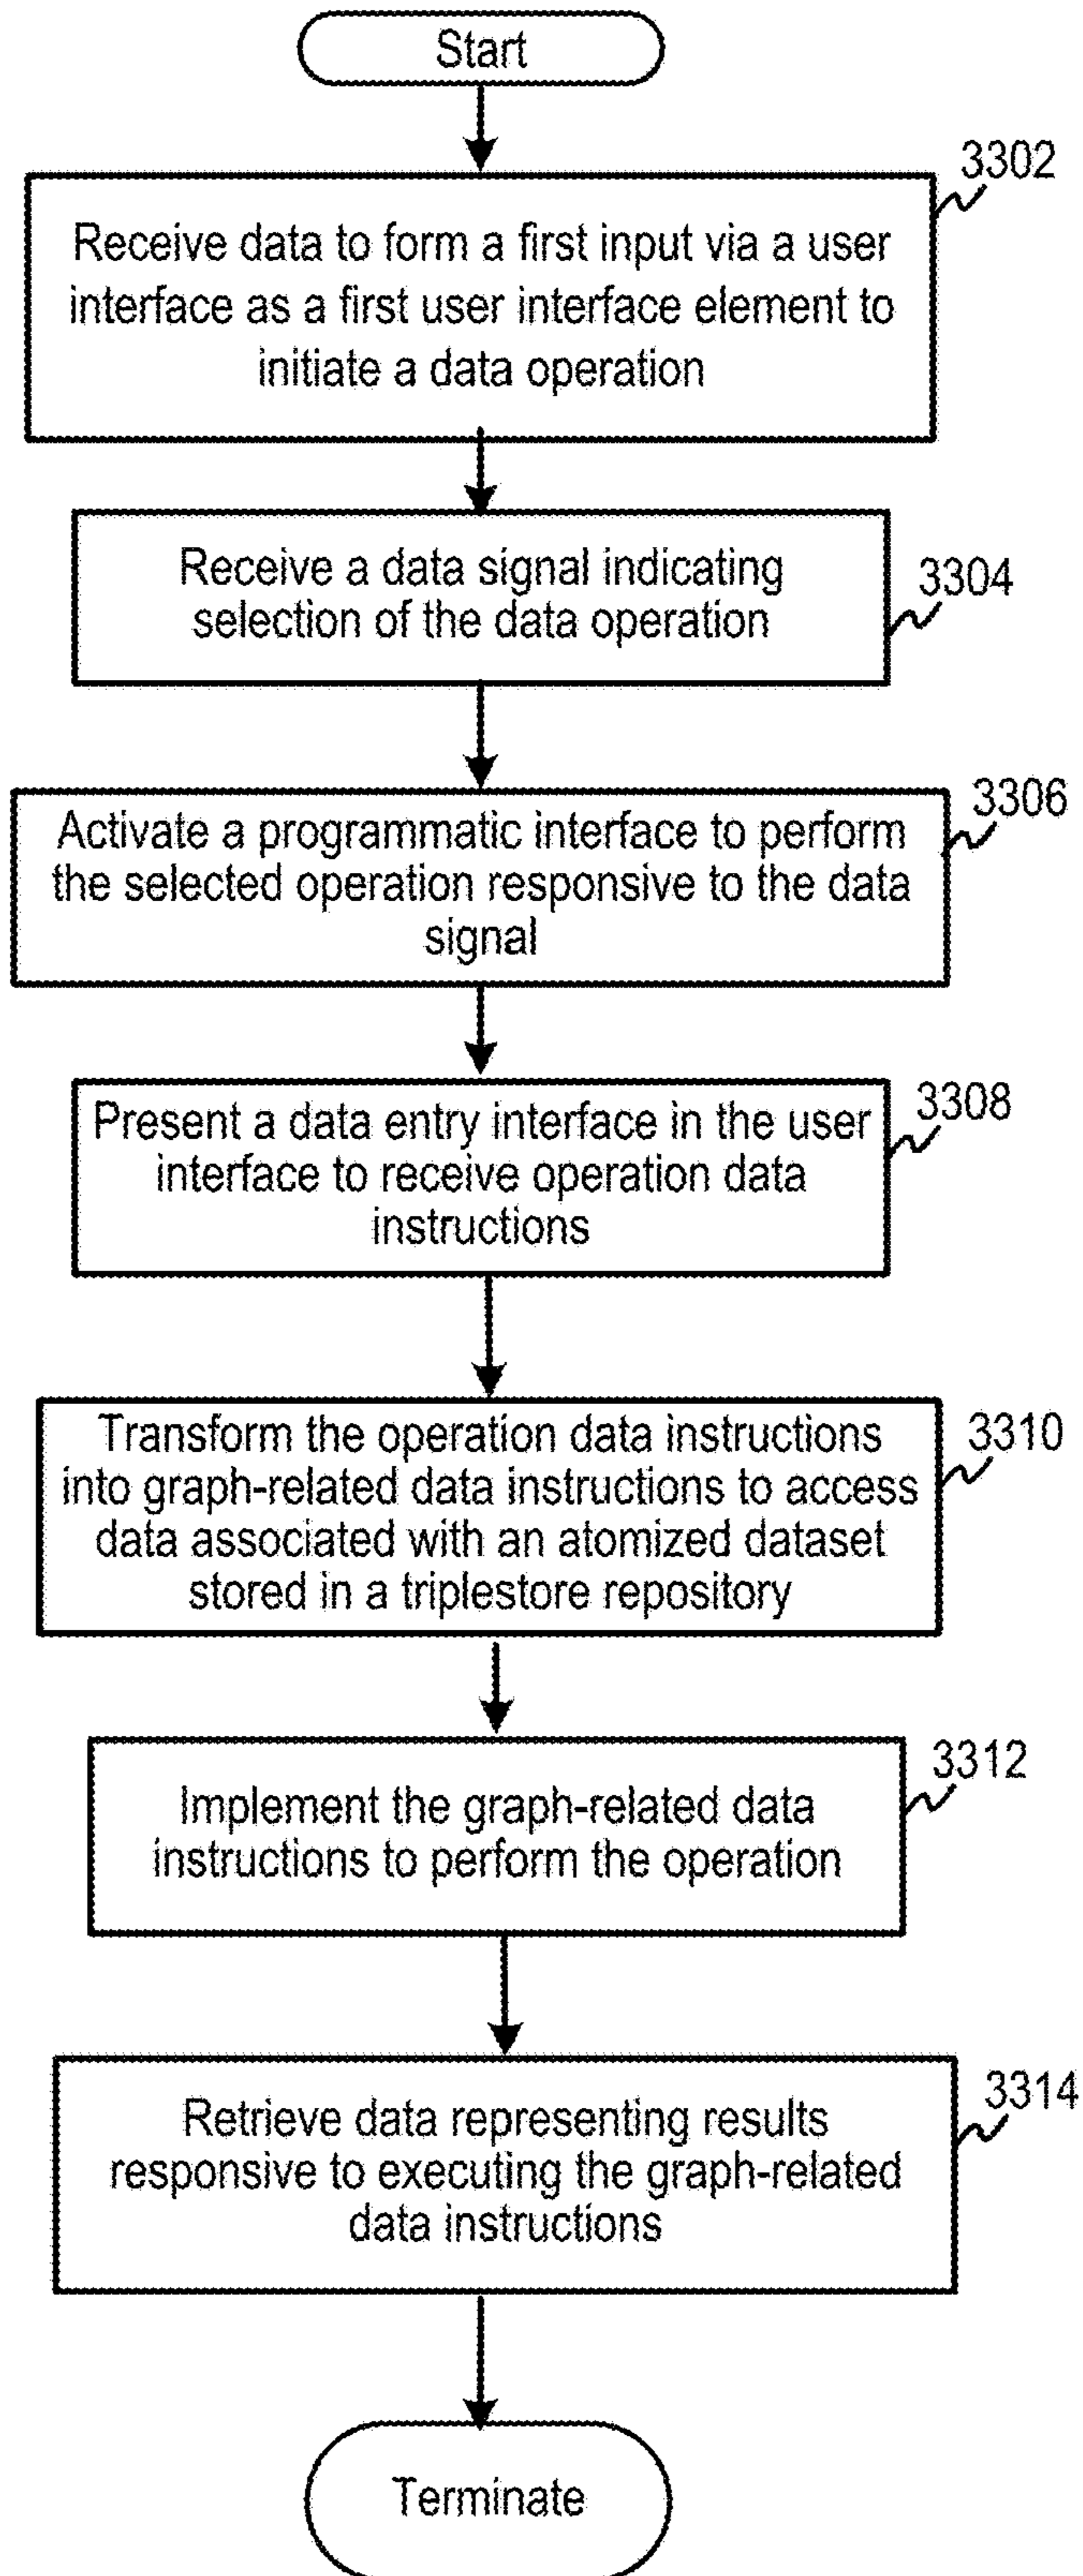 Start
3302
Receive data to form a first input via a user
interface as a first user interface element to
initiate a data operation
Receive a data signal indicating
selection of the data operation
3304
3306
Activate a programmatic interface to perform
the selected operation responsive to the data
signal
3308
Present a data entry interface in the user
interface to receive operation data
instructions
3310
Transform the operation data instructions
into graph-related data instructions to access
data associated with an atomized dataset
stored in a triplestore repository
3312
Implement the graph-related data
instructions to perform the operation
3314
Retrieve data representing results
responsive to executing the graph-related
data instructions
Terminate